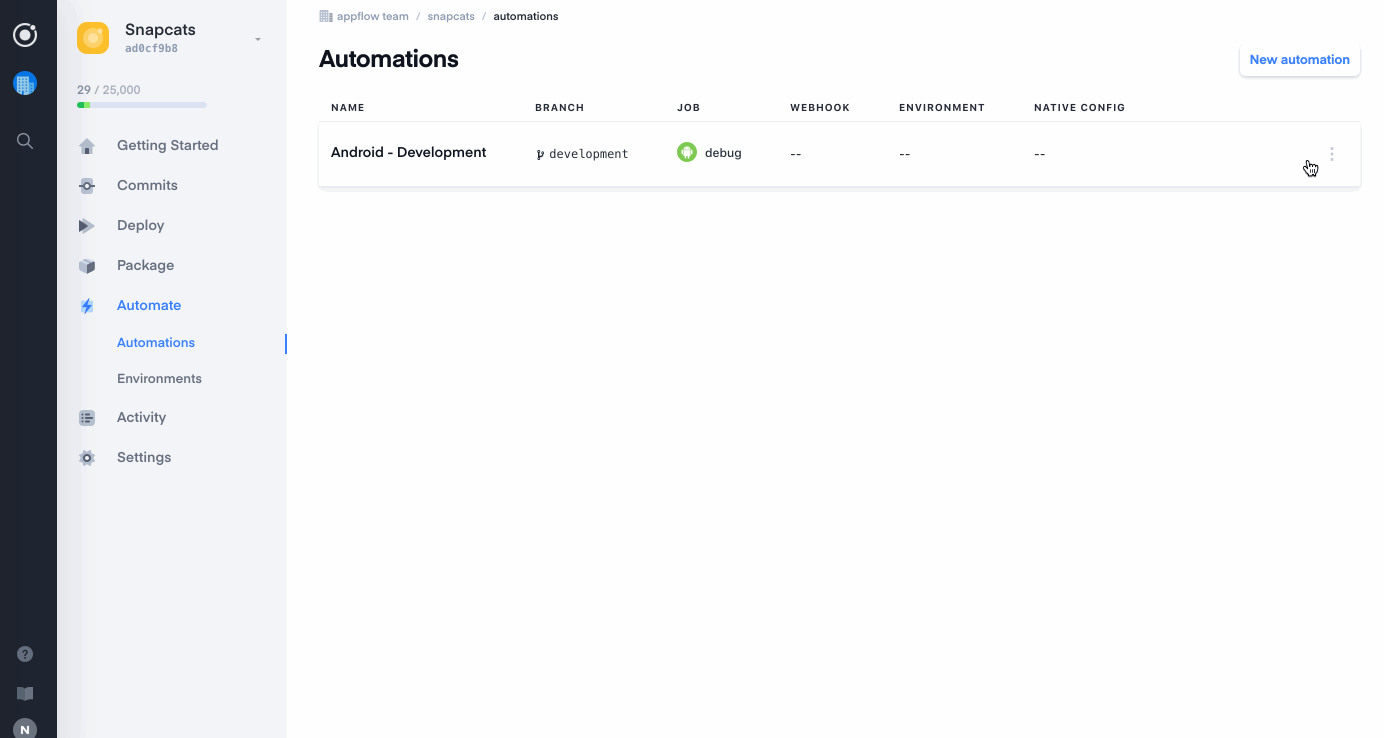 Snapcats
ad0cf9b8
29 / 25,000
Getting Started
Commits
Deploy
Package
Automate
Automations
Environments
Activity
Settings
?
N
appflow team / snapcats / automations
Automations
New automation
NAME BRANCH JOB WEBHOOK ENVIRONMENT NATIVE CONFIG
Android - Development development debug -- -- --